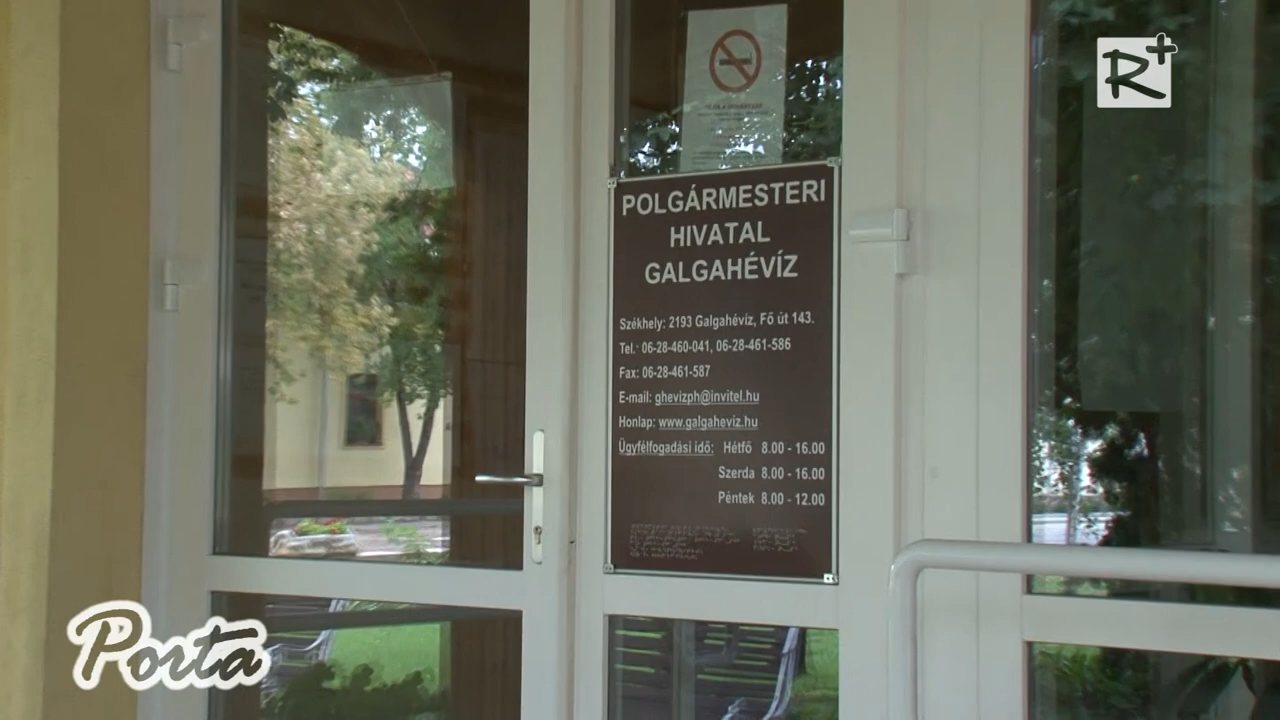 R+
POLGÁRMESTERI
HIVATAL
GALGAHÉVÍZ
Székhely: 2193 Galgahévíz, Fő út 143.
Tel.: 06-28-460-041, 06-28-461-586
Fax: 06-28-461-587
E-mail: ghevizph@invitel.hu
Honlap: www.galgaheviz.hu
Ügyfélfogadási idő: Hétfő 8.00 - 16.00
Szerda 8.00 - 16.00
Péntek 8.00 - 12.00
Porta